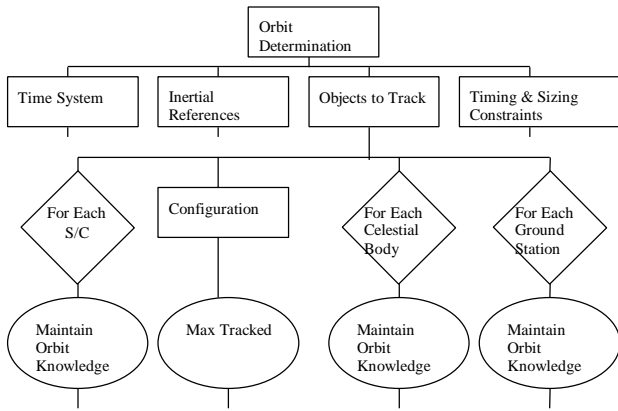 Orbit
Determination
Time System
Inertial
References
Objects to Track
Timing & Sizing
Constraints
For Each
S/C
Configuration
For Each
Celestial
Body
For Each
Ground
Station
Maintain
Orbit
Knowledge
Max Tracked
Maintain
Orbit
Knowledge
Maintain
Orbit
Knowledge